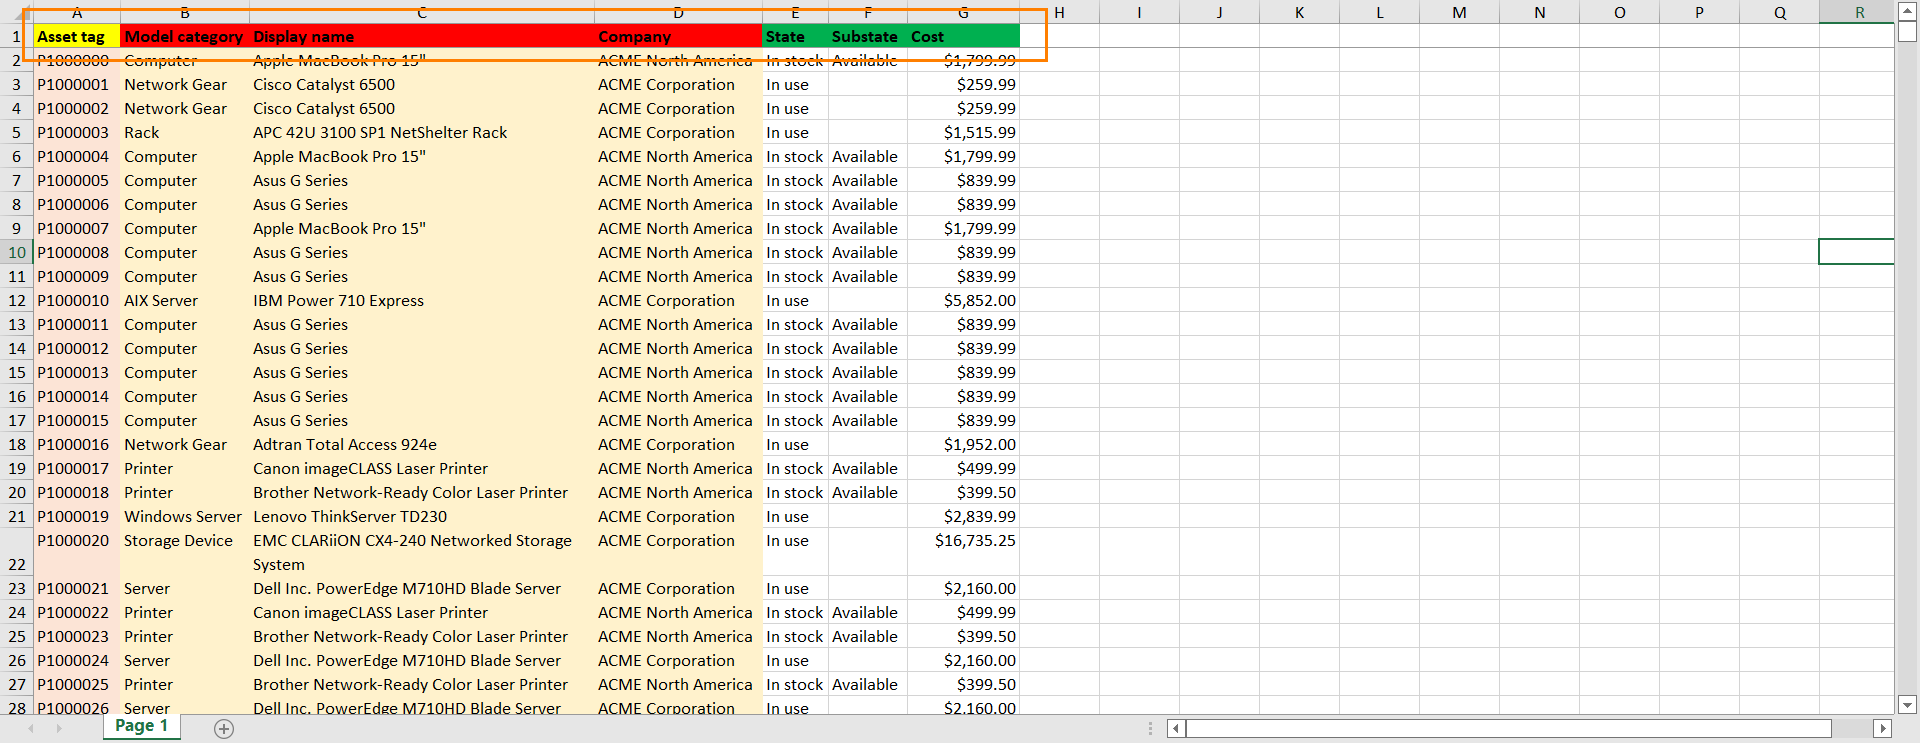 A B C D E F G H I J K L M N O P Q R
1 Asset tag Model category Display name Company State Substate Cost
2 P1000000 Computer Apple MacBook Pro 15" ACME North America In stock Available $1,799.99
3 P1000001 Network Gear Cisco Catalyst 6500 ACME Corporation In use $259.99
4 P1000002 Network Gear Cisco Catalyst 6500 ACME Corporation In use $259.99
5 P1000003 Rack APC 42U 3100 SP1 NetShelter Rack ACME Corporation In use $1,515.99
6 P1000004 Computer Apple MacBook Pro 15" ACME North America In stock Available $1,799.99
7 P1000005 Computer Asus G Series ACME North America In stock Available $839.99
8 P1000006 Computer Asus G Series ACME North America In stock Available $839.99
9 P1000007 Computer Apple MacBook Pro 15" ACME North America In stock Available $1,799.99
10 P1000008 Computer Asus G Series ACME North America In stock Available $839.99
11 P1000009 Computer Asus G Series ACME North America In stock Available $839.99
12 P1000010 AIX Server IBM Power 710 Express ACME Corporation In use $5,852.00
13 P1000011 Computer Asus G Series ACME North America In stock Available $839.99
14 P1000012 Computer Asus G Series ACME North America In stock Available $839.99
15 P1000013 Computer Asus G Series ACME North America In stock Available $839.99
16 P1000014 Computer Asus G Series ACME North America In stock Available $839.99
17 P1000015 Computer Asus G Series ACME North America In stock Available $839.99
18 P1000016 Network Gear Adtran Total Access 924e ACME Corporation In use $1,952.00
19 P1000017 Printer Canon imageCLASS Laser Printer ACME North America In stock Available $499.99
20 P1000018 Printer Brother Network-Ready Color Laser Printer ACME North America In stock Available $399.50
21 P1000019 Windows Server Lenovo ThinkServer TD230 ACME Corporation In use $2,839.99
P1000020 Storage Device EMC CLARiiON CX4-240 Networked Storage ACME Corporation In use $16,735.25
22 System
23 P1000021 Server Dell Inc. PowerEdge M710HD Blade Server ACME Corporation In use $2,160.00
24 P1000022 Printer Canon imageCLASS Laser Printer ACME North America In stock Available $499.99
25 P1000023 Printer Brother Network-Ready Color Laser Printer ACME North America In stock Available $399.50
26 P1000024 Server Dell Inc. PowerEdge M710HD Blade Server ACME Corporation In use $2,160.00
27 P1000025 Printer Brother Network-Ready Color Laser Printer ACME North America In stock Available $399.50
28 P1000026 Server Dell Inc. PowerEdge M710HD Blade Server ACME Corporation In use $2,160.00
Page 1